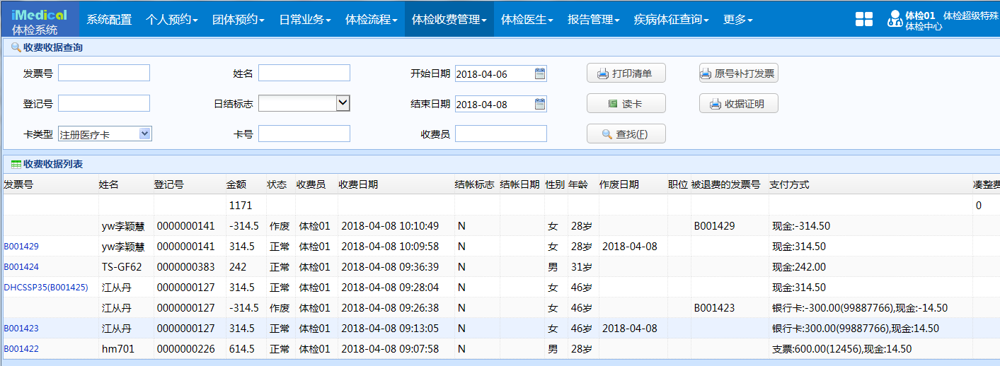 iMedical
体检系统
系统配置 个人预约 团体预约 日常业务 体检流程 体检收费管理 体检医生 报告管理 疾病体征查询 更多
体检01 体检超级特殊
体检中心
收费收据查询
发票号 姓名 开始日期 2018-04-06 打印清单 原号补打发票
登记号 日结标志 结束日期 2018-04-08 读卡 收据证明
卡类型 注册医疗卡 卡号 收费员 查找(F)
收费收据列表
发票号 姓名 登记号 金额 状态 收费员 收费日期 结帐标志 结帐日期 性别 年龄 作废日期 职位 被退费的发票号 支付方式 凑整费
1171 0
yw李颖慧 0000000141 -314.5 作废 体检01 2018-04-08 10:10:49 N 女 28岁 B001429 现金:-314.50
B001429 yw李颖慧 0000000141 314.5 正常 体检01 2018-04-08 10:09:58 N 女 28岁 2018-04-08 现金:314.50
B001424 TS-GF62 0000000383 242 正常 体检01 2018-04-08 09:36:39 N 男 31岁 现金:242.00
DHCSSP35(B001425) 江从丹 0000000127 314.5 正常 体检01 2018-04-08 09:28:04 N 女 46岁 现金:314.50
江从丹 0000000127 -314.5 作废 体检01 2018-04-08 09:26:38 N 女 46岁 B001423 银行卡:-300.00(99887766),现金:-14.50
B001423 江从丹 0000000127 314.5 正常 体检01 2018-04-08 09:13:05 N 女 46岁 2018-04-08 银行卡:300.00(99887766),现金:14.50
B001422 hm701 0000000226 614.5 正常 体检01 2018-04-08 09:07:58 N 男 28岁 支票:600.00(12456),现金:14.50